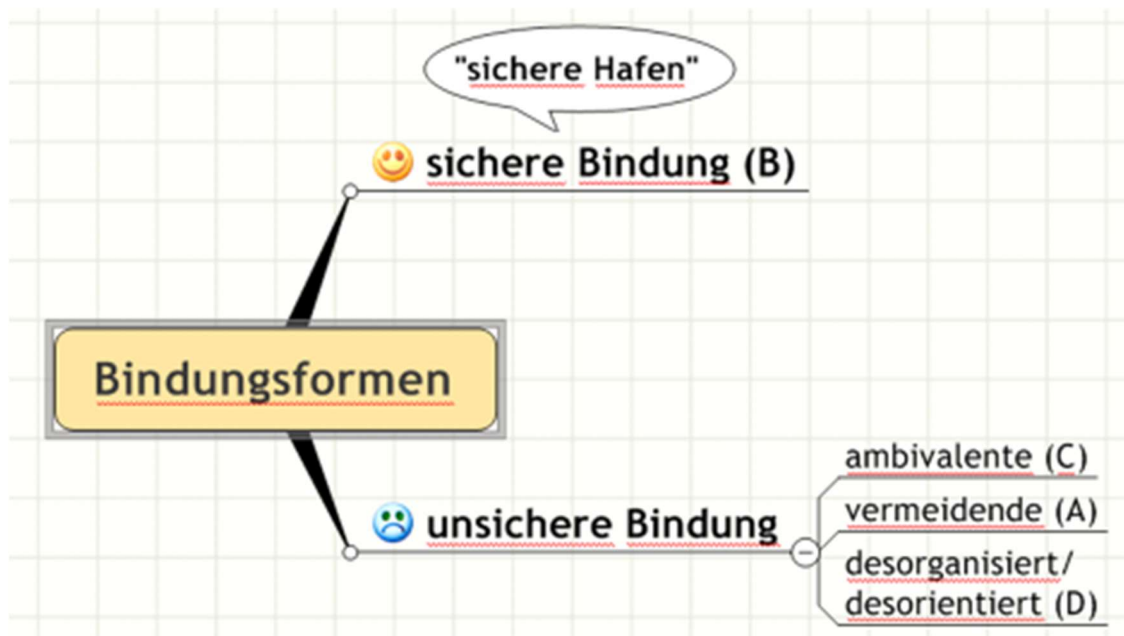 "sichere Hafen"
sichere Bindung (B)
Bindungsformen
unsichere Bindung
ambivalente (C)
vermeidende (A)
desorganisiert/
desorientiert (D)